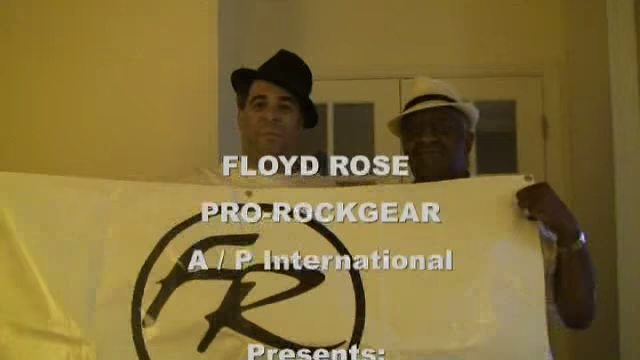 FLOYD ROSE
PRO-ROCKGEAR
A / P International
FR
Presents: